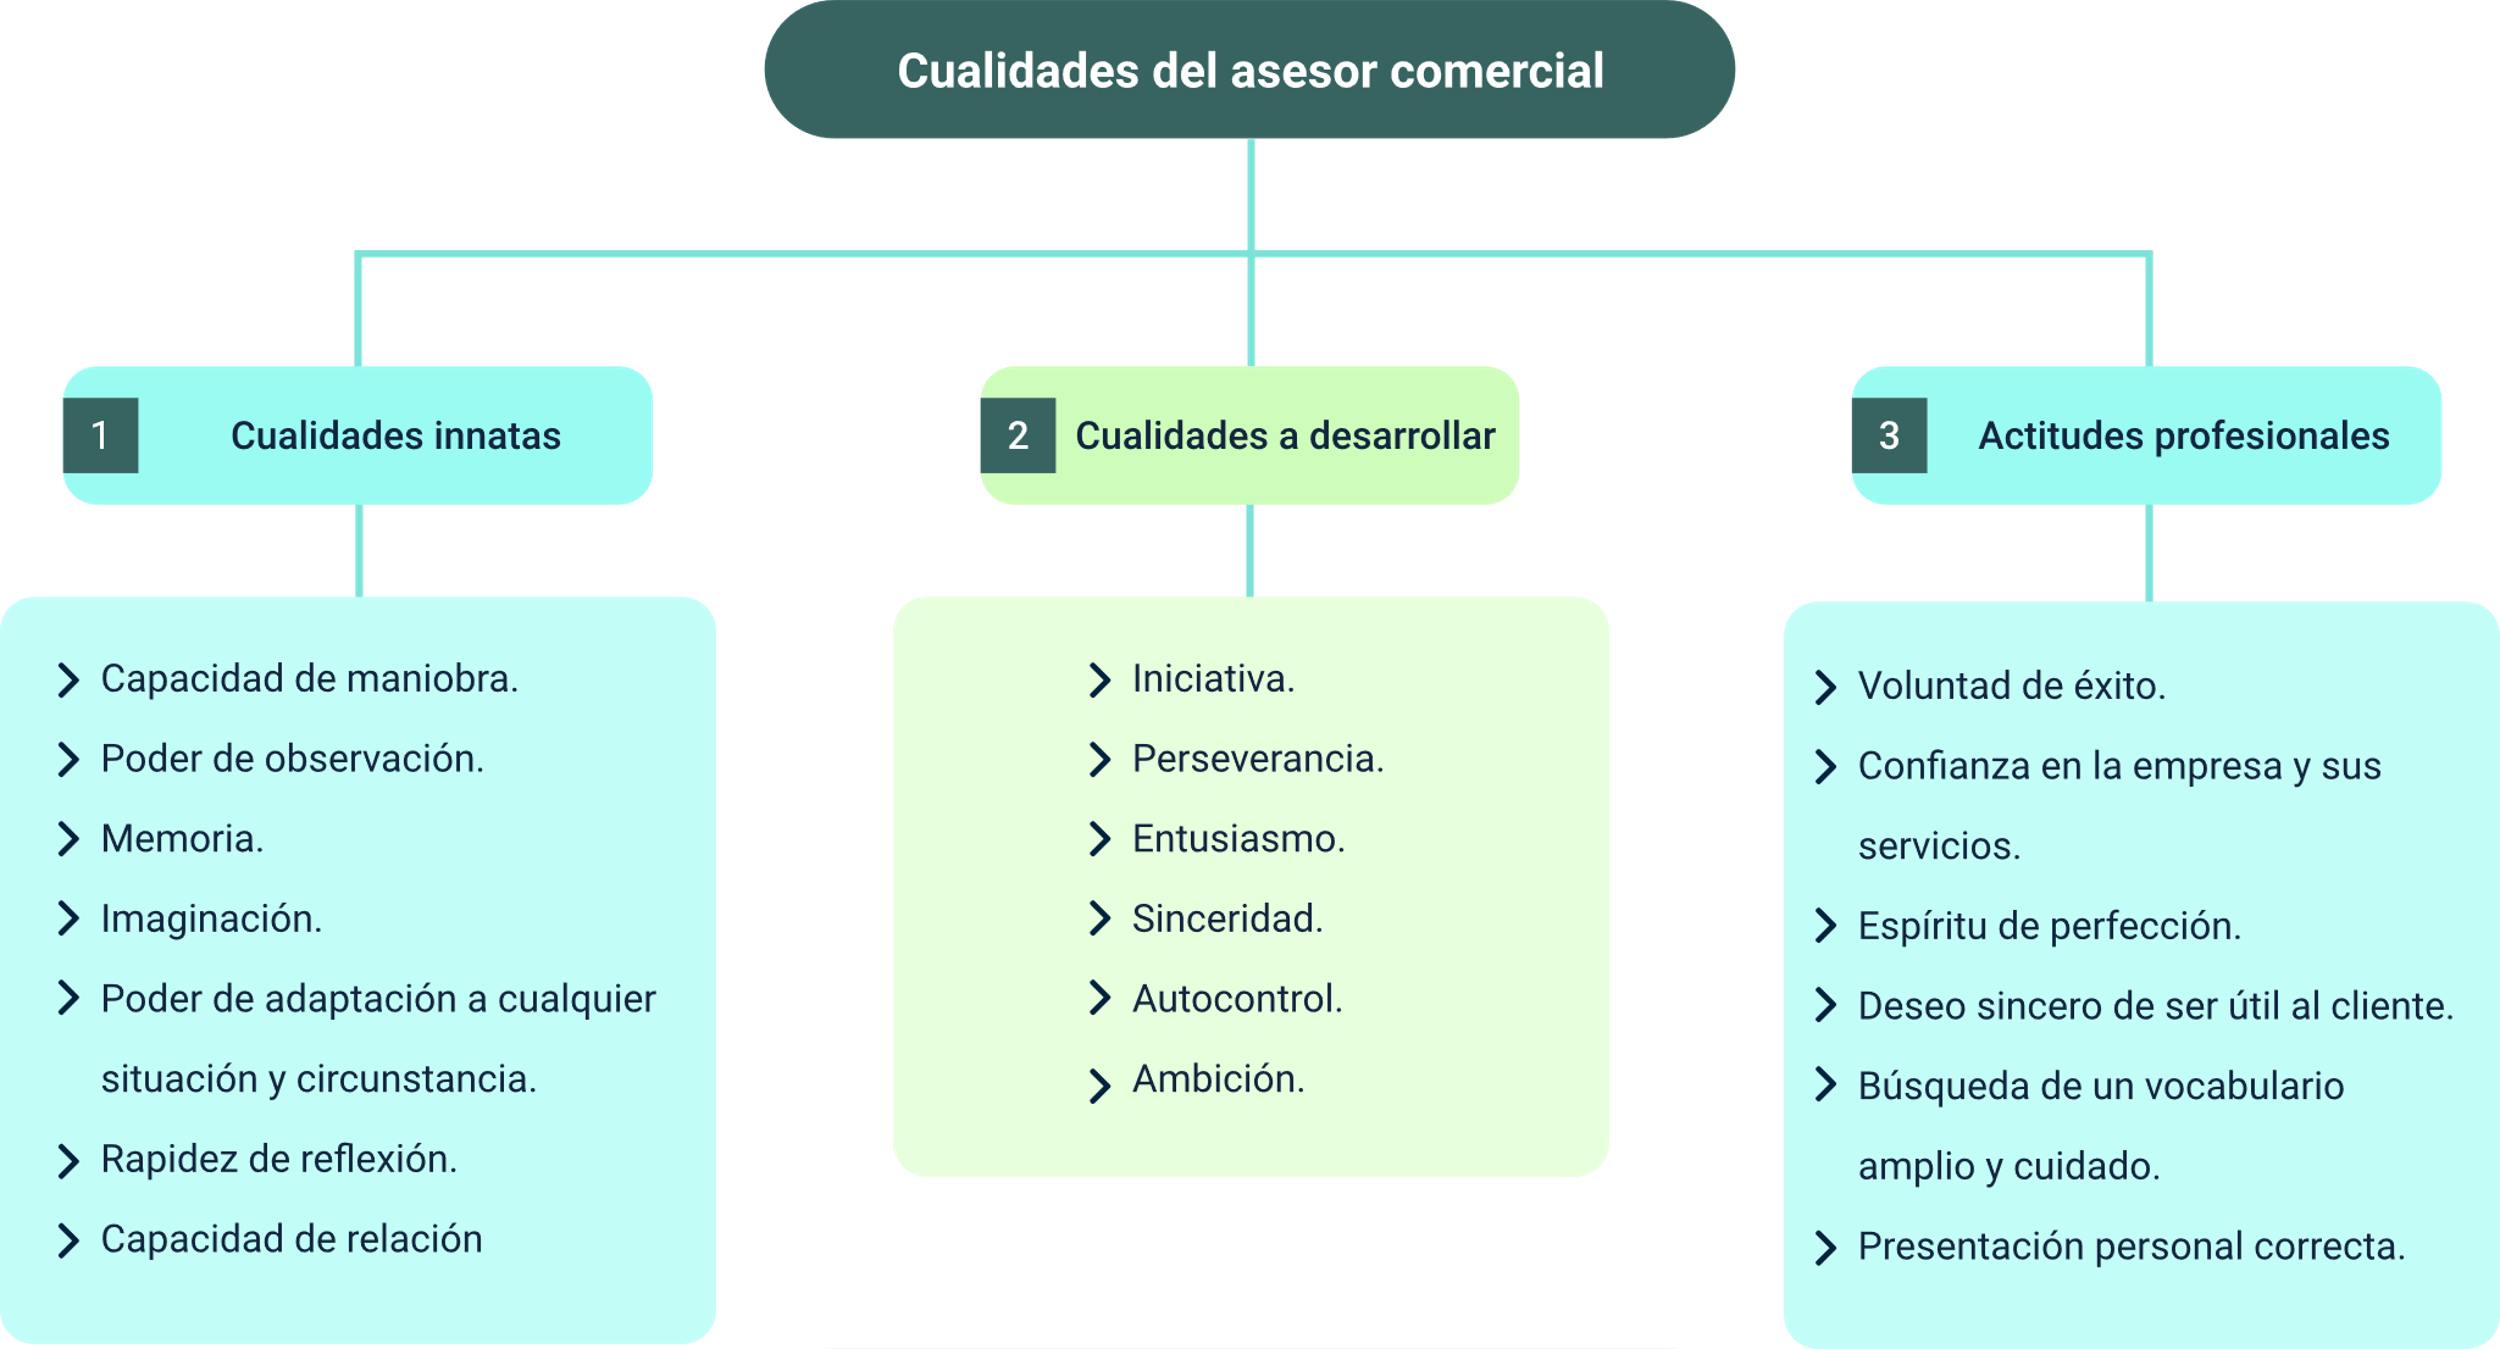 Cualidades del asesor comercial
1
Cualidades innatas
Capacidad de maniobra.
Poder de observación.
Memoria.
Imaginación.
Poder de adaptación a cualquier
situación y circunstancia.
Rapidez de reflexión.
Capacidad de relación
2
Cualidades a desarrollar
Iniciativa.
Perseverancia.
Entusiasmo.
Sinceridad.
Autocontrol.
Ambición.
3
Actitudes profesionales
Voluntad de éxito.
Confianza en la empresa y sus
servicios.
Espíritu de perfección.
Deseo sincero de ser útil al cliente.
Búsqueda de un vocabulario
amplio y cuidado.
Presentación personal correcta.